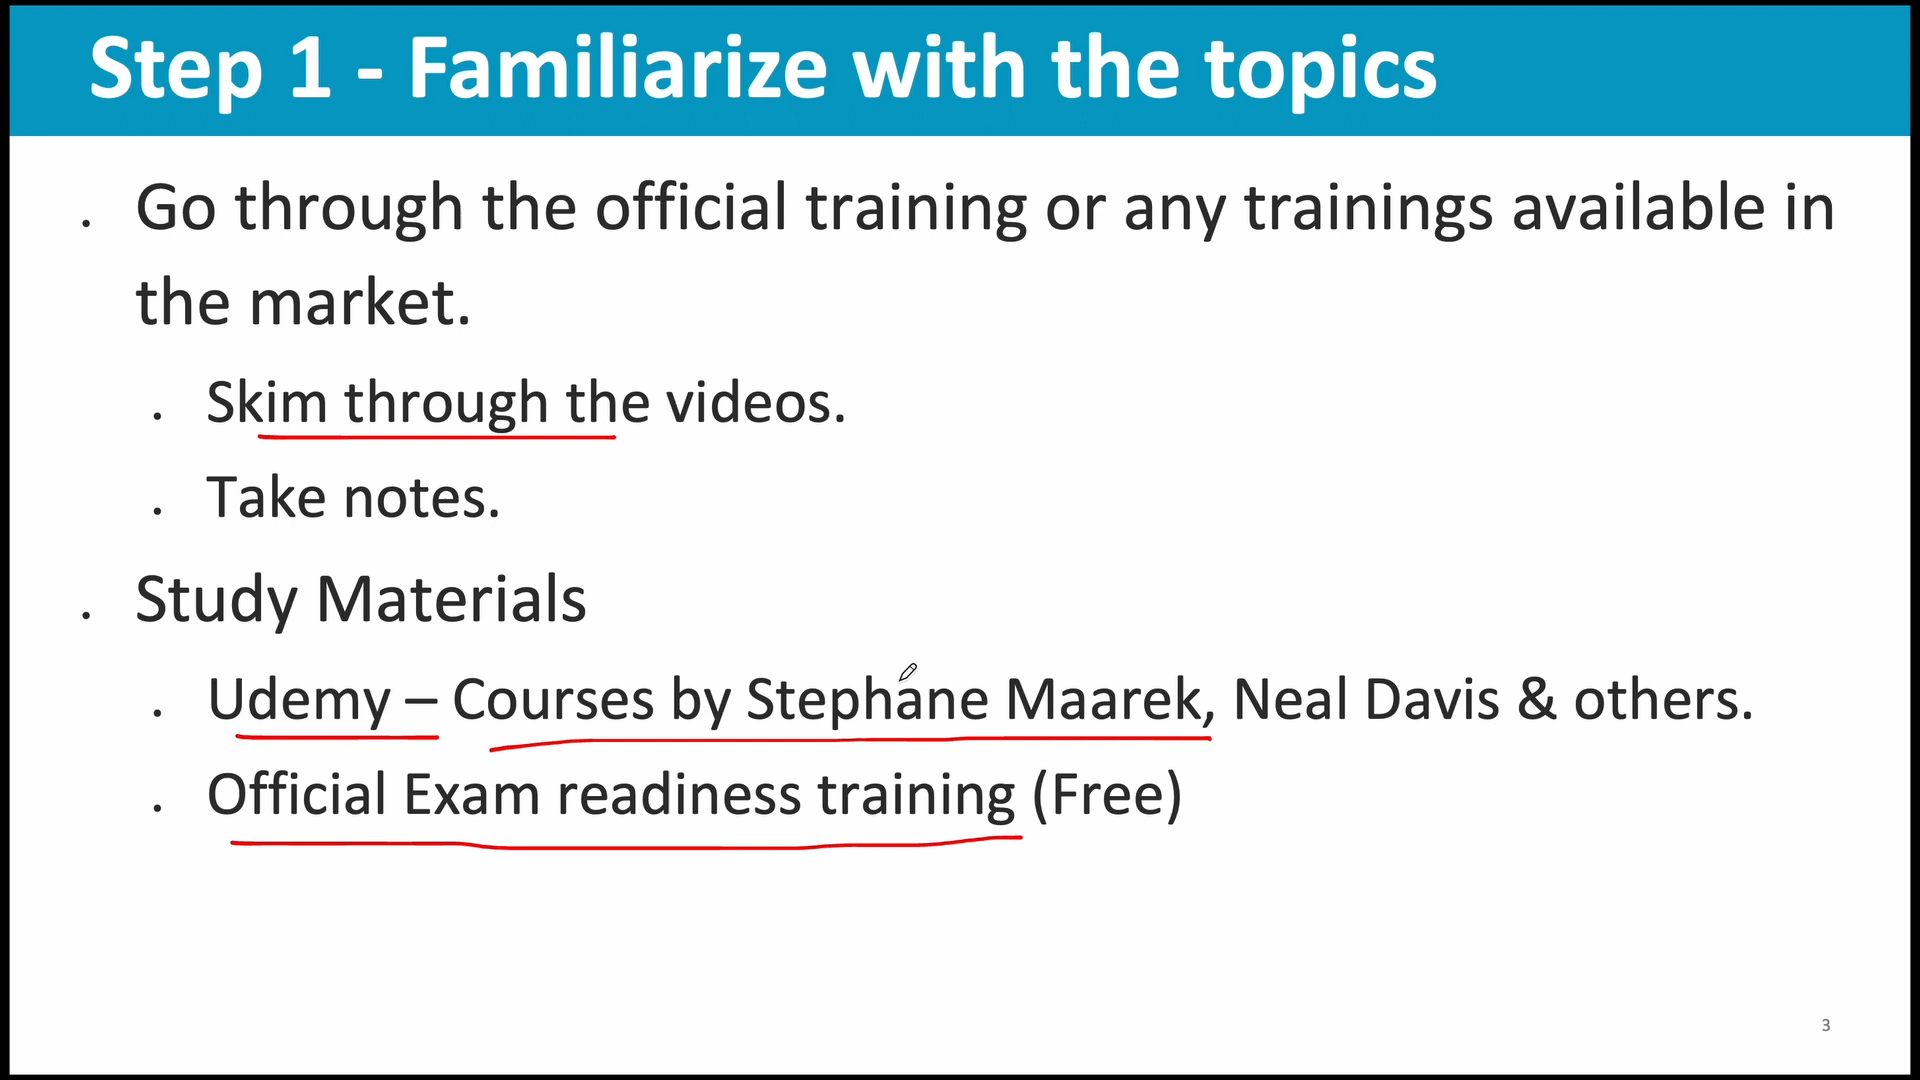 Step 1 - Familiarize with the topics
. Go through the official training or any trainings available in
the market.
. Skim through the videos.
. Take notes.
. Study Materials
. Udemy – Courses by Stephane Maarek, Neal Davis & others.
. Official Exam readiness training (Free)
3